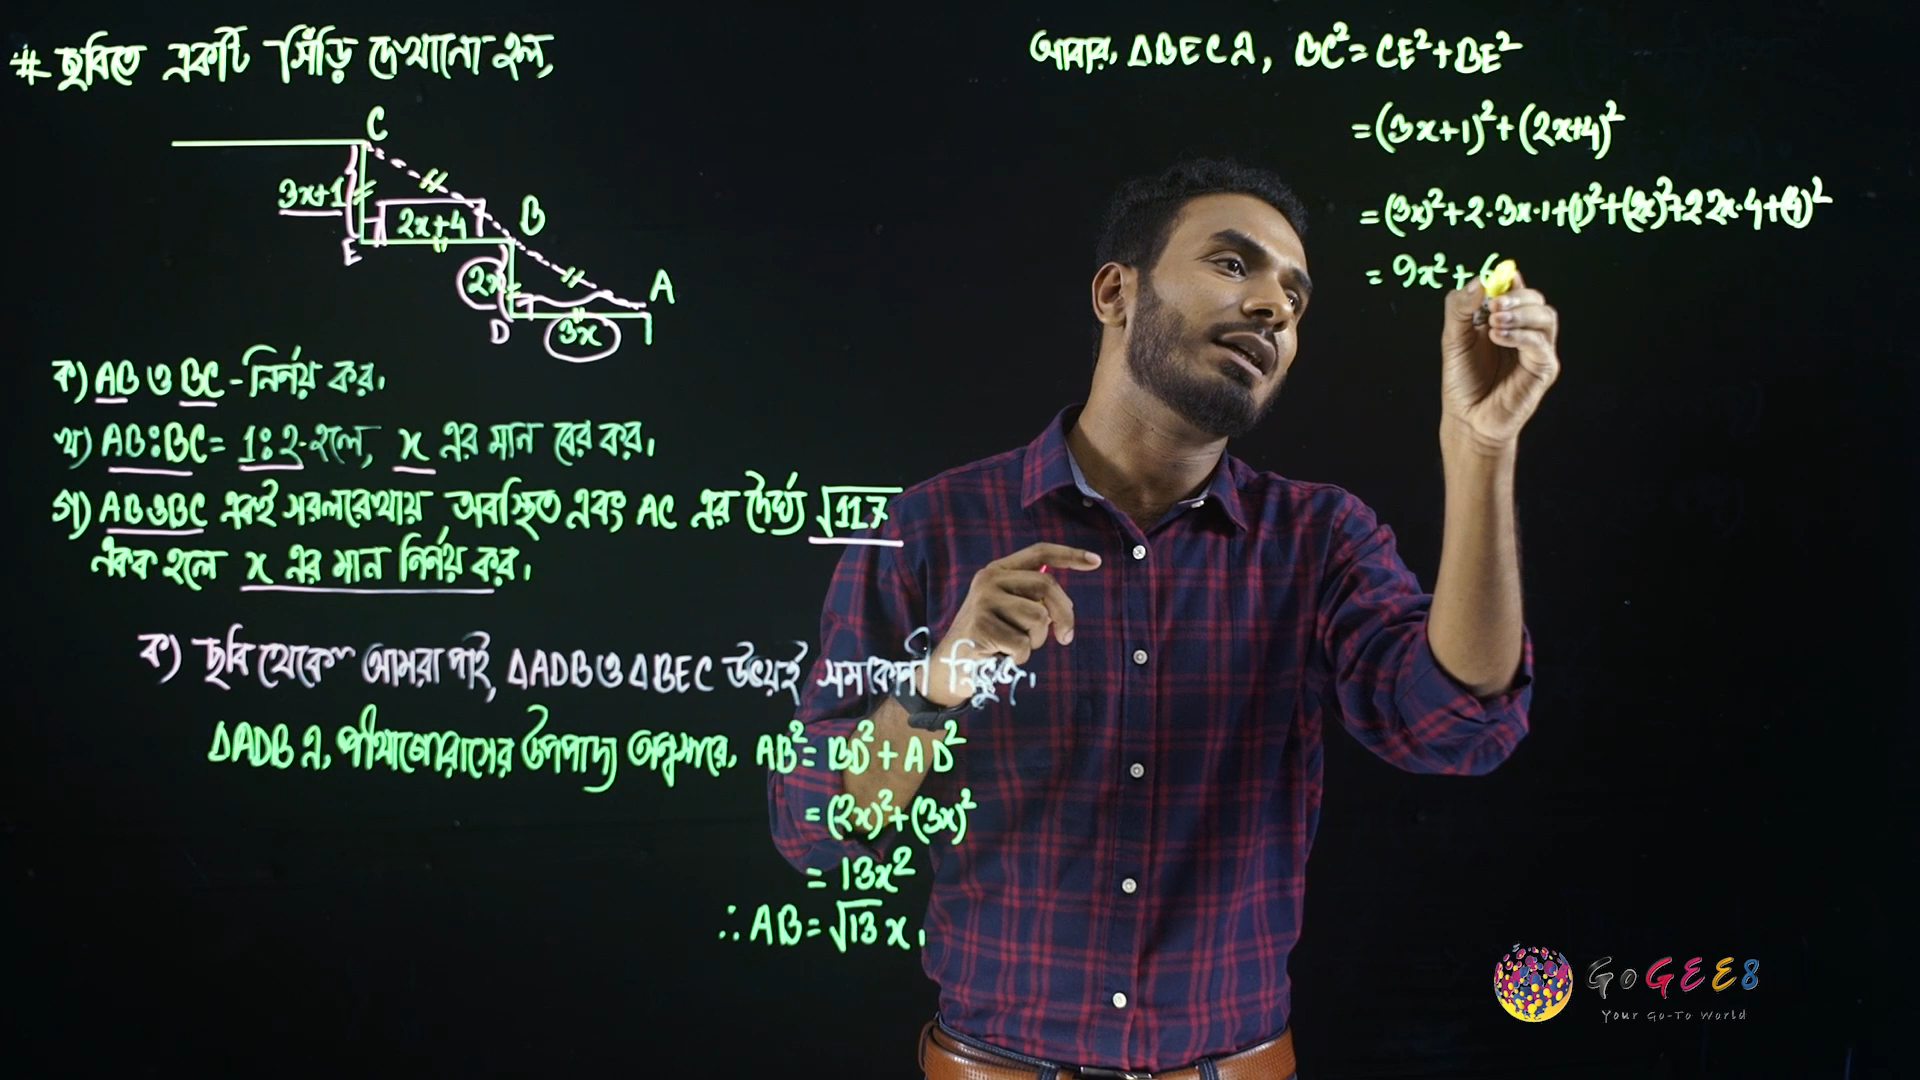 # ছবিতে একটি সিঁড়ি দেখানো হল,
C
3x+1
2x+4
B
E
2x
A
D
3x
ক) AB ও BC - নির্নয় কর।
খ) AB:BC = 1:2 হলে, x এর মান বের কর।
গ) AB ও BC একই সরলরেখায় অবস্থিত এবং AC এর দৈর্ঘ্য √117
একক হলে x এর মান নির্নয় কর।
ক) ছবি থেকে আমরা পাই, ΔADB ও ΔBEC উভয়ই সমকোণী ত্রিভুজ।
ΔADB এ, পীথাগোরাসের উপপাদ্য অনুসারে, AB² = BD² + AD²
= (2x)² + (3x)²
= 13x²
∴ AB = √13 x,
আবার, ΔBEC এ, BC² = CE² + BE²
= (3x+1)² + (2x+4)²
= (3x)² + 2·3x·1 + (1)² + (2x)² + 2 2x·4 + (4)²
= 9x² + 6
GoGEE8
Your Go-To World